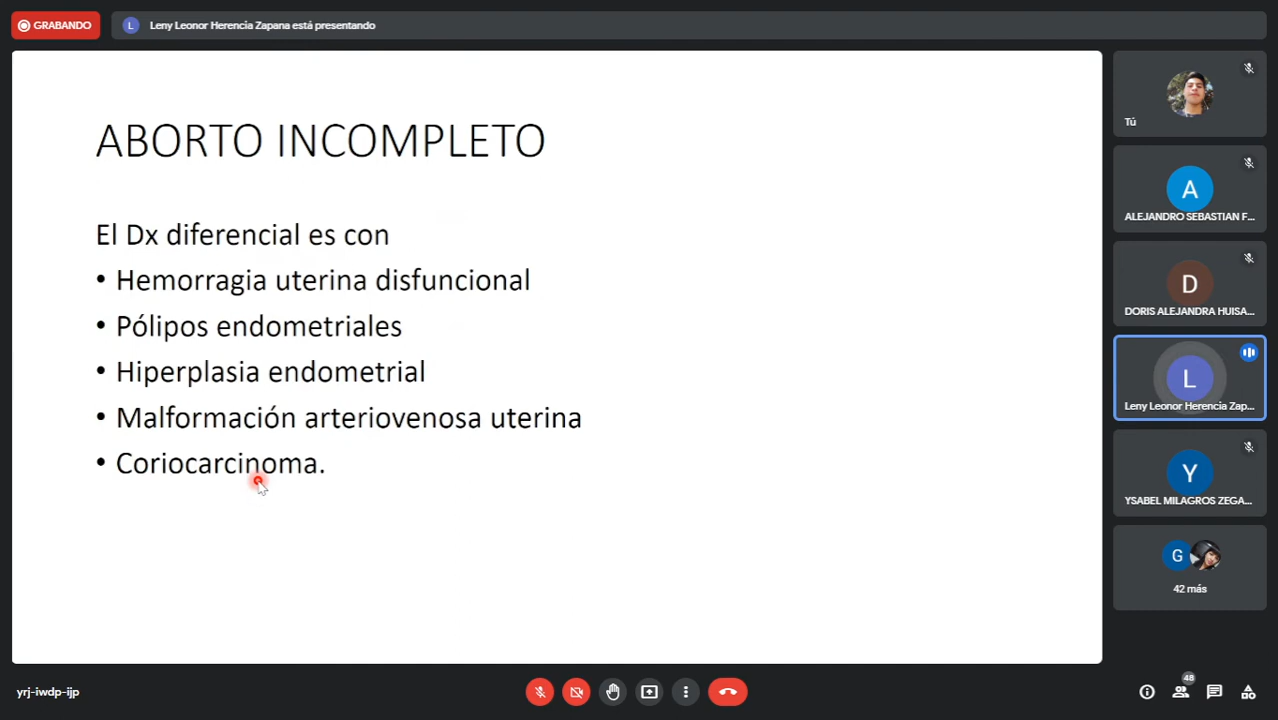 GRABANDO
L
Leny Leonor Herencia Zapana está presentando
ABORTO INCOMPLETO
El Dx diferencial es con
• Hemorragia uterina disfuncional
• Pólipos endometriales
• Hiperplasia endometrial
• Malformación arteriovenosa uterina
• Coriocarcinoma.
Tú
A
ALEJANDRO SEBASTIAN F...
D
DORIS ALEJANDRA HUISA...
L
Leny Leonor Herencia Zap...
Y
YSABEL MILAGROS ZEGA...
G
42 más
yrj-iwdp-ijp
48